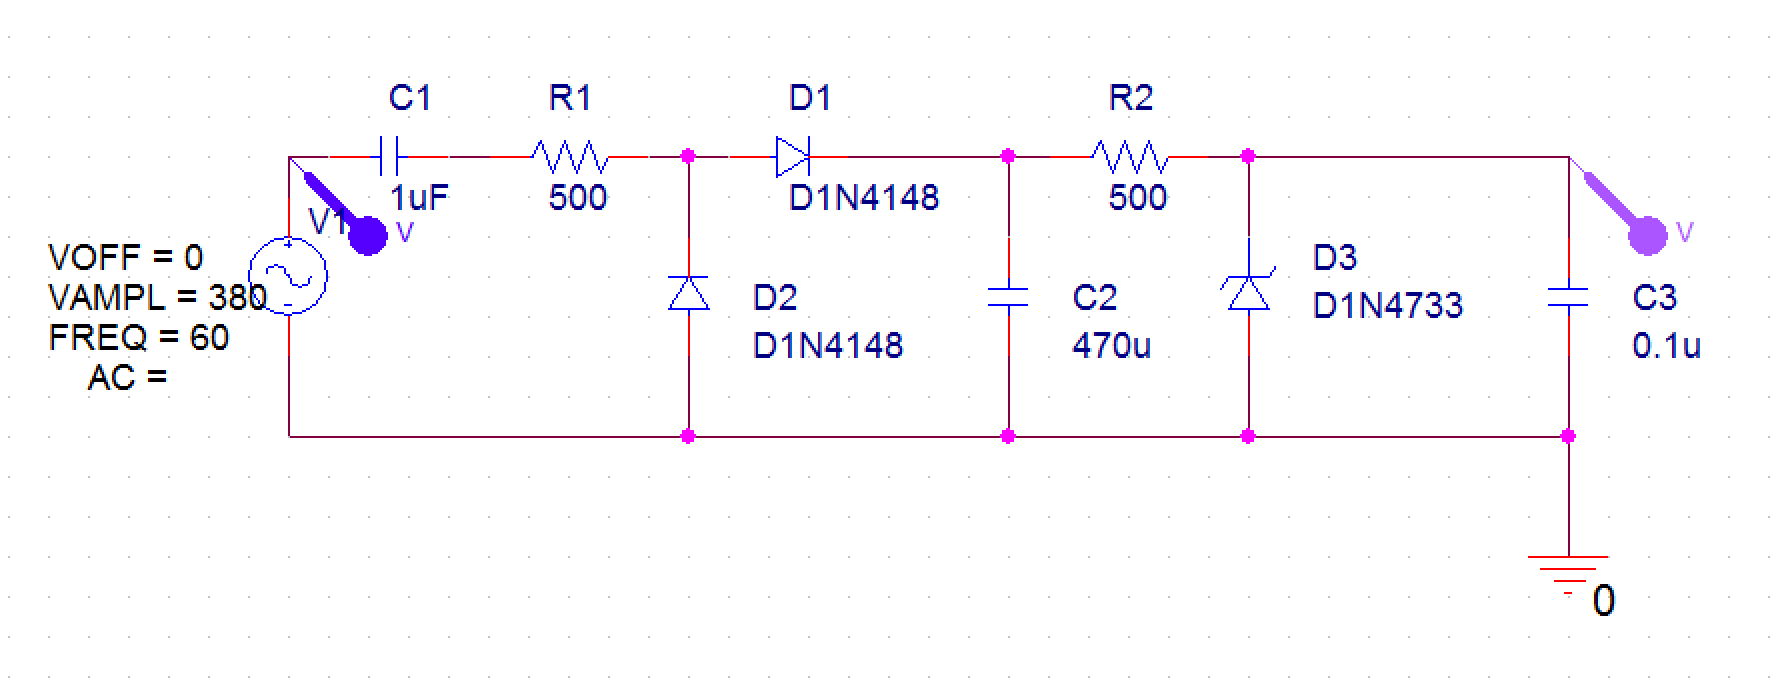 C1
R1
D1
R2
1uF
500
D1N4148
500
V1
V
V
VOFF = 0
VAMPL = 380
FREQ = 60
AC =
D2
D1N4148
C2
470u
D3
D1N4733
C3
0.1u
0